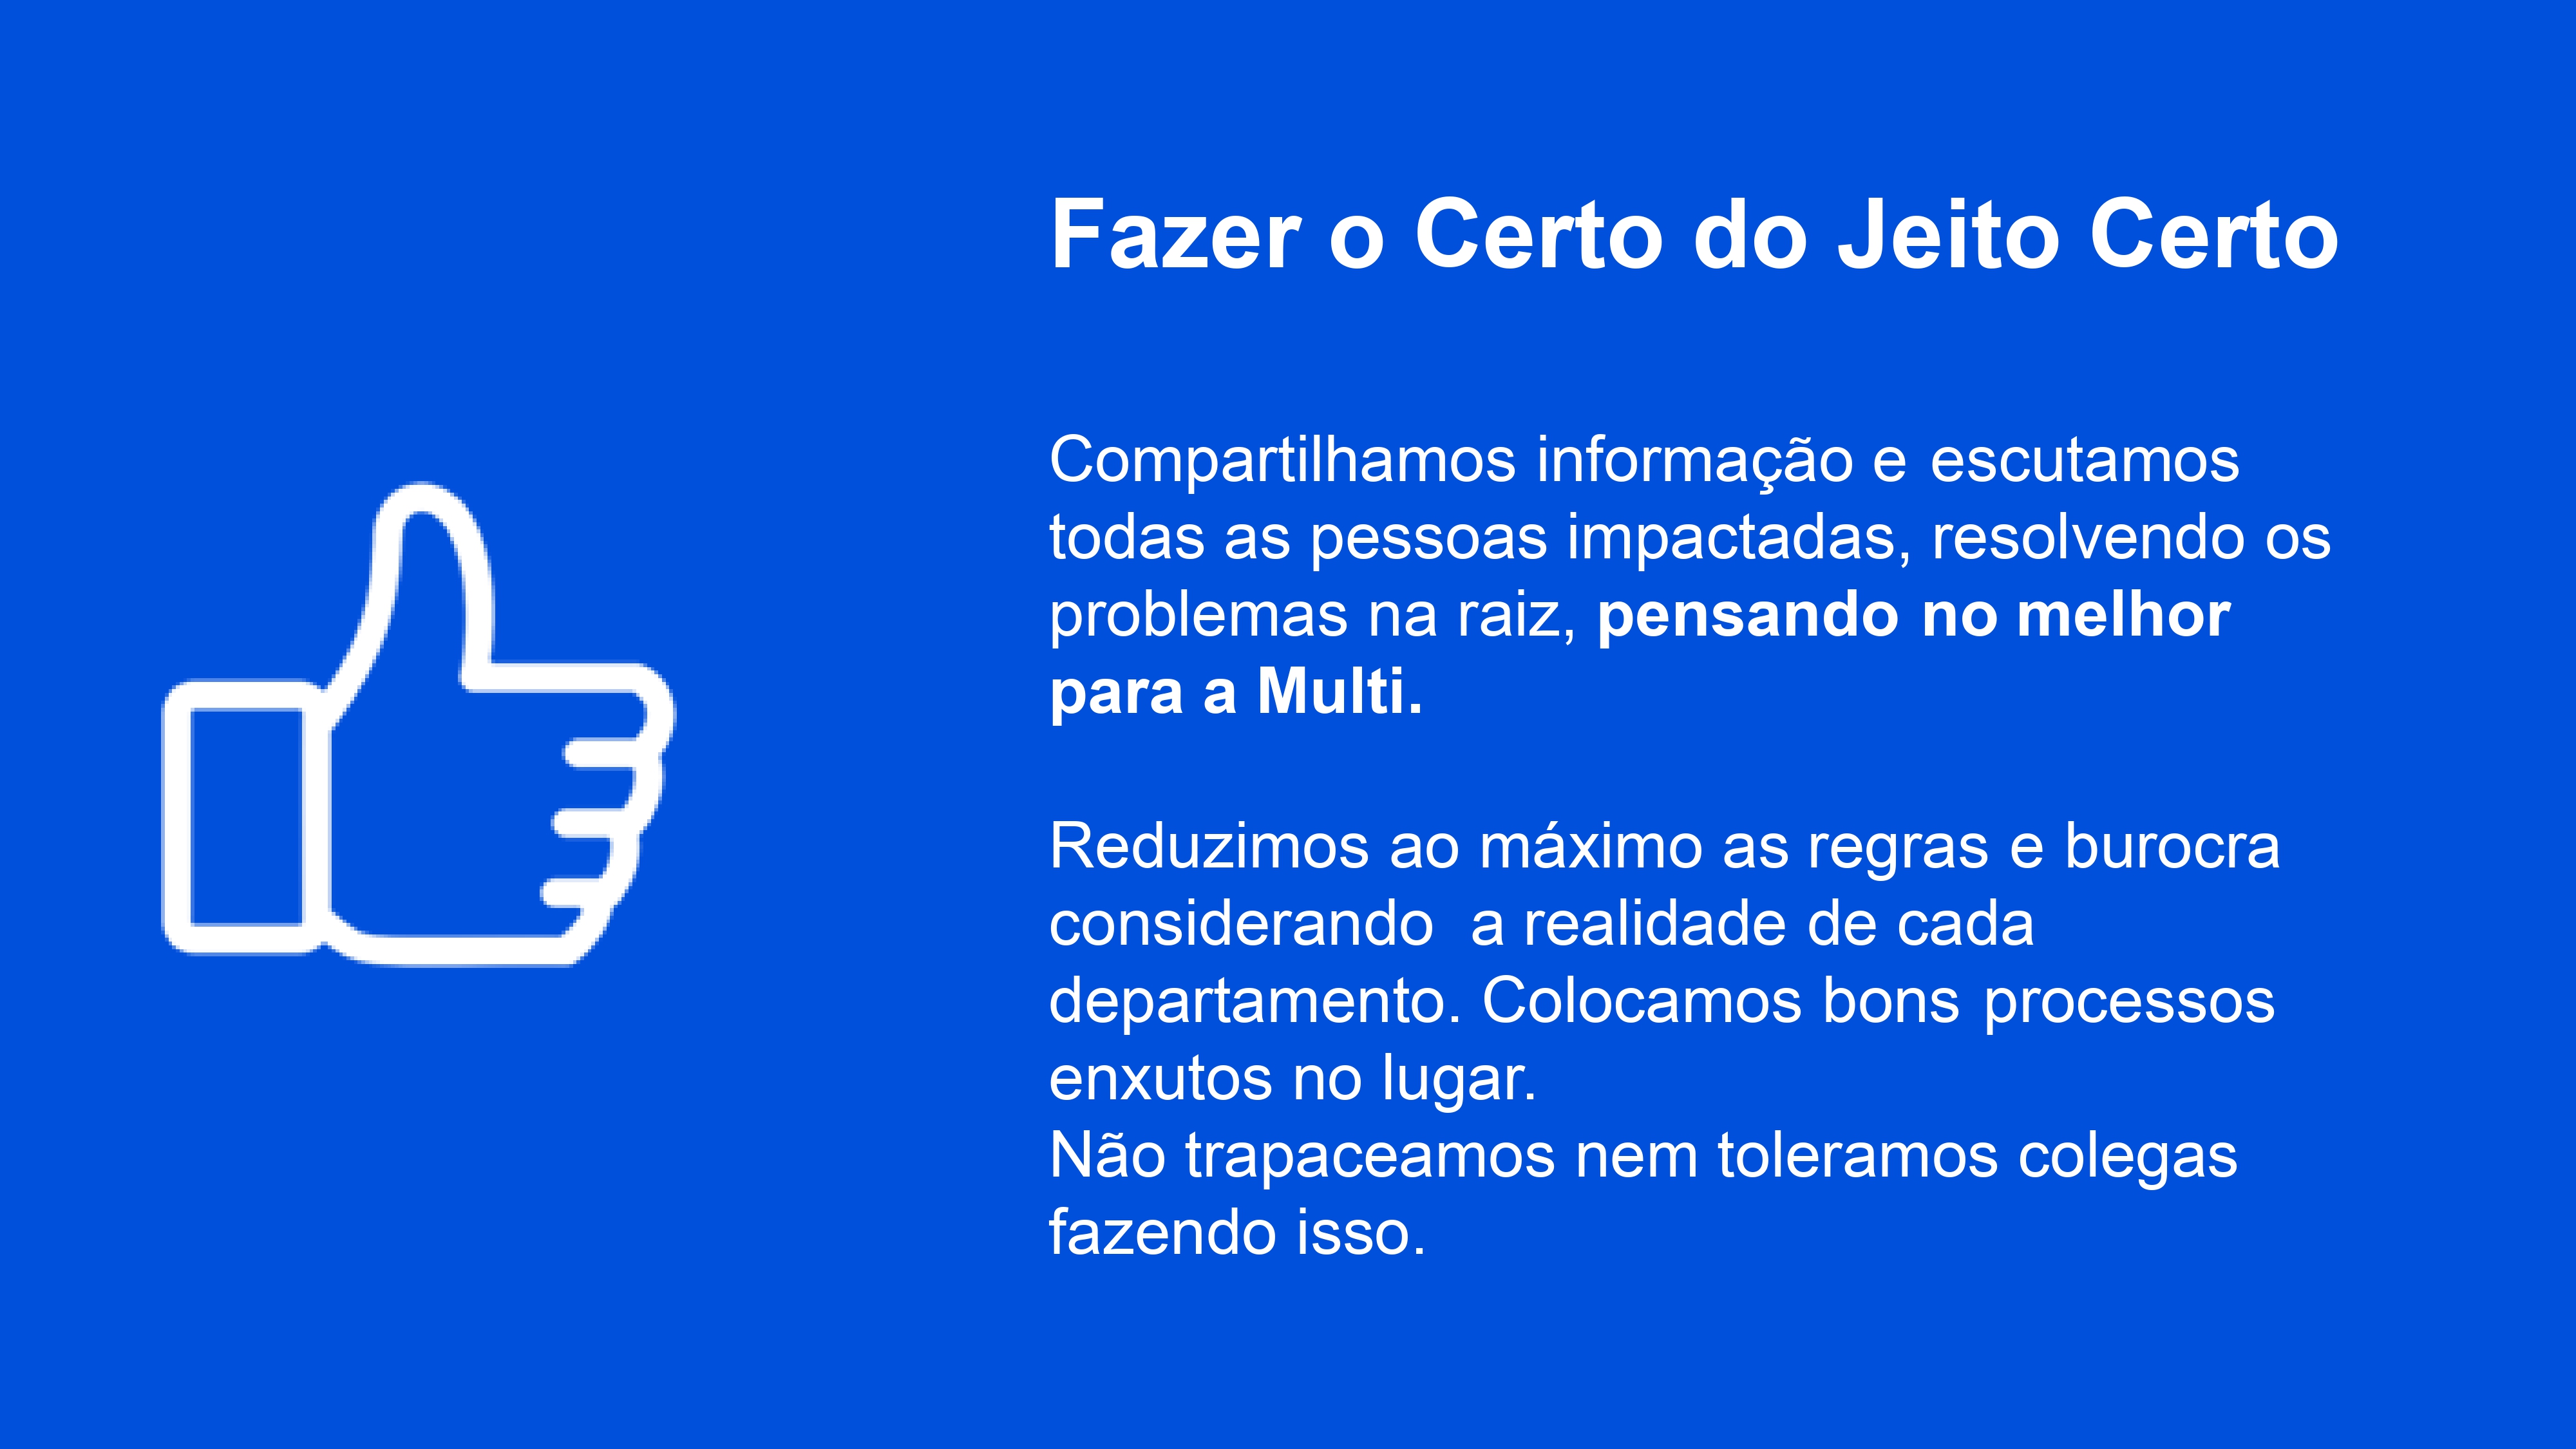 Fazer o Certo do Jeito Certo
Compartilhamos informação e escutamos
todas as pessoas impactadas, resolvendo os
problemas na raiz, pensando no melhor
para a Multi.
Reduzimos ao máximo as regras e burocra
considerando  a realidade de cada
departamento. Colocamos bons processos
enxutos no lugar.
Não trapaceamos nem toleramos colegas
fazendo isso.